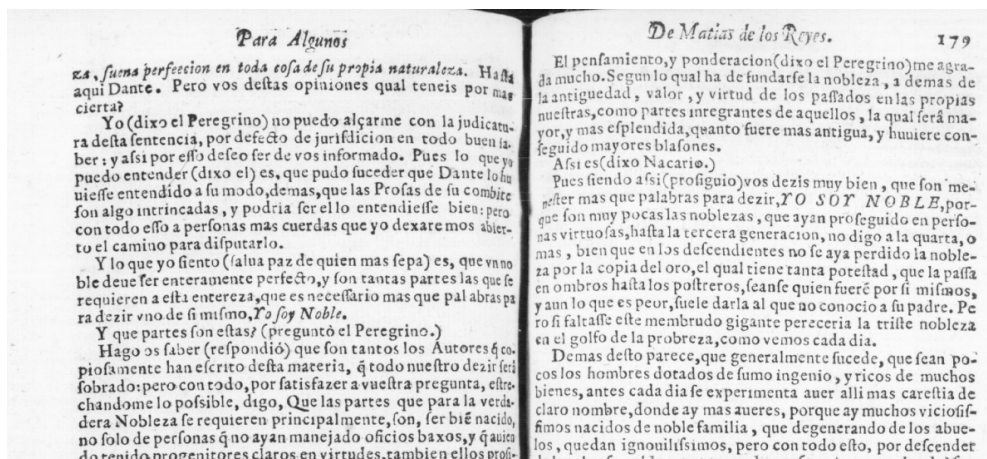 Para Algunos
za, suena perfeccion en toda cosa de su propia naturaleza. Hasta
aqui Dante. Pero vos destas opiniones qual teneis por mas
cierta?
Yo (dixo el Peregrino) no puedo alçarme con la judicatu-
ra desta sentencia, por defecto de jurisdicion en todo buen sa-
ber: y assi por esso deseo ser de vos informado. Pues lo que yo
puedo entender (dixo el) es, que pudo suceder que Dante lo hu
uiesse entendido a su modo, demas, que las Prosas de su combite
son algo intrincadas, y podria ser el lo entendiesse bien: pero
con todo esso a personas mas cuerdas que yo dexaremos abier-
to el camino para disputarlo.
Y lo que yo siento (salua paz de quien mas sepa) es, que vn no
ble deue ser enteramente perfecto, y son tantas partes las que se
requieren a esta entereza, que es necessario mas que palabras pa
ra dezir vno de si mismo, Yo soy Noble.
Y que partes son estas? (preguntò el Peregrino.)
Hago os saber (respondiò) que son tantos los Autores q̃ co-
piosamente han escrito desta materia, q̃ todo nuestro dezir serà
sobrado: pero con todo, por satisfazer a vuestra pregunta, estre-
chandome lo possible, digo, Que las partes que para la verda-
dera Nobleza se requieren principalmente, son, ser biẽ nacido,
no solo de personas q̃ no ayan manejado oficios baxos, y q̃ auien
do tenido progenitores claros en virtudes, tambien ellos prosi-
De Matias de los Reyes. 179
El pensamiento, y ponderacion (dixo el Peregrino) me agra-
da mucho. Segun lo qual ha de fundarse la nobleza, a demas de
la antiguedad, valor, y virtud de los passados en las propias
nuestras, como partes integrantes de aquellos, la qual serà ma-
yor, y mas esplendida, quanto fuere mas antigua, y huuiere con-
seguido mayores blasones.
Assi es (dixo Nacario.)
Pues siendo assi (prosiguio) vos dezis muy bien, que son me-
nester mas que palabras para dezir, YO SOY NOBLE, por-
que son muy pocas las noblezas, que ayan proseguido en perso-
nas virtuosas, hasta la tercera generacion, no digo a la quarta, o
mas, bien que en los descendientes no se aya perdido la noble-
za por la copia del oro, el qual tiene tanta potestad, que la passa
en ombros hasta los postreros, seanse quien fuerẽ por si mismos,
y aun lo que es peor, suele darla al que no conocio a su padre. Pe
ro si faltasse este membrudo gigante pereceria la triste nobleza
en el golfo de la probreza, como vemos cada dia.
Demas desto parece, que generalmente sucede, que sean po-
cos los hombres dotados de sumo ingenio, y ricos de muchos
bienes, antes cada dia se experimenta auer alli mas carestia de
claro nombre, donde ay mas aueres, porque ay muchos viciosis-
simos nacidos de noble familia, que degenerando de los abue-
los, quedan ignouilissimos, pero con todo esto, por descender